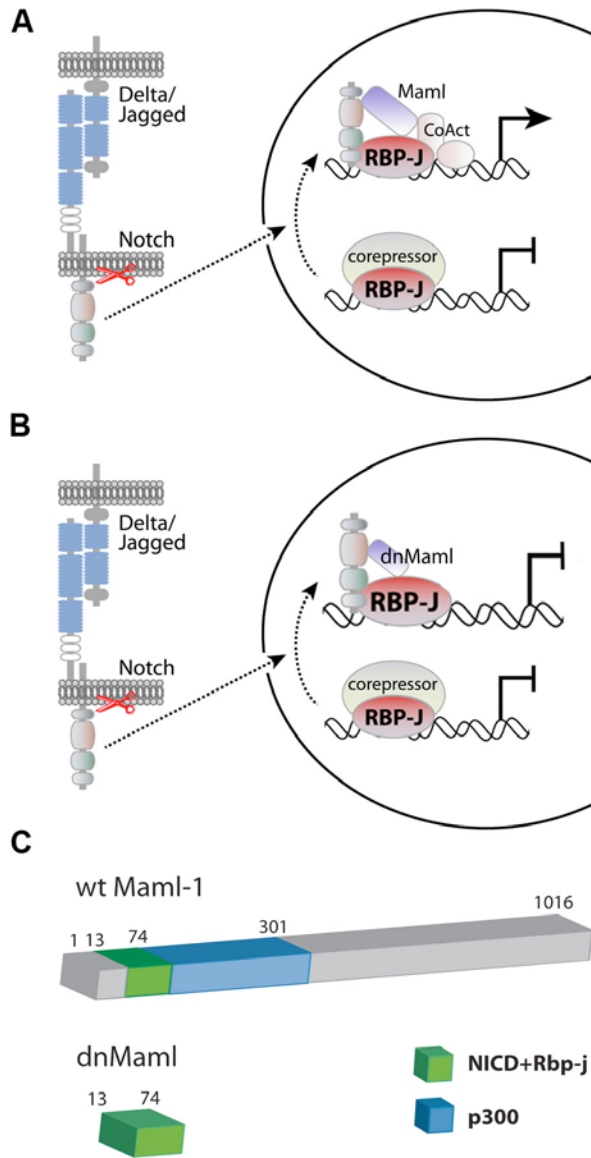 A
Delta/
Jagged
Maml
CoAct
RBP-J
Notch
corepressor
RBP-J
B
Delta/
Jagged
dnMaml
RBP-J
Notch
corepressor
RBP-J
C
wt Maml-1
1 13 74 301 1016
dnMaml
13 74
NICD+Rbp-j
p300